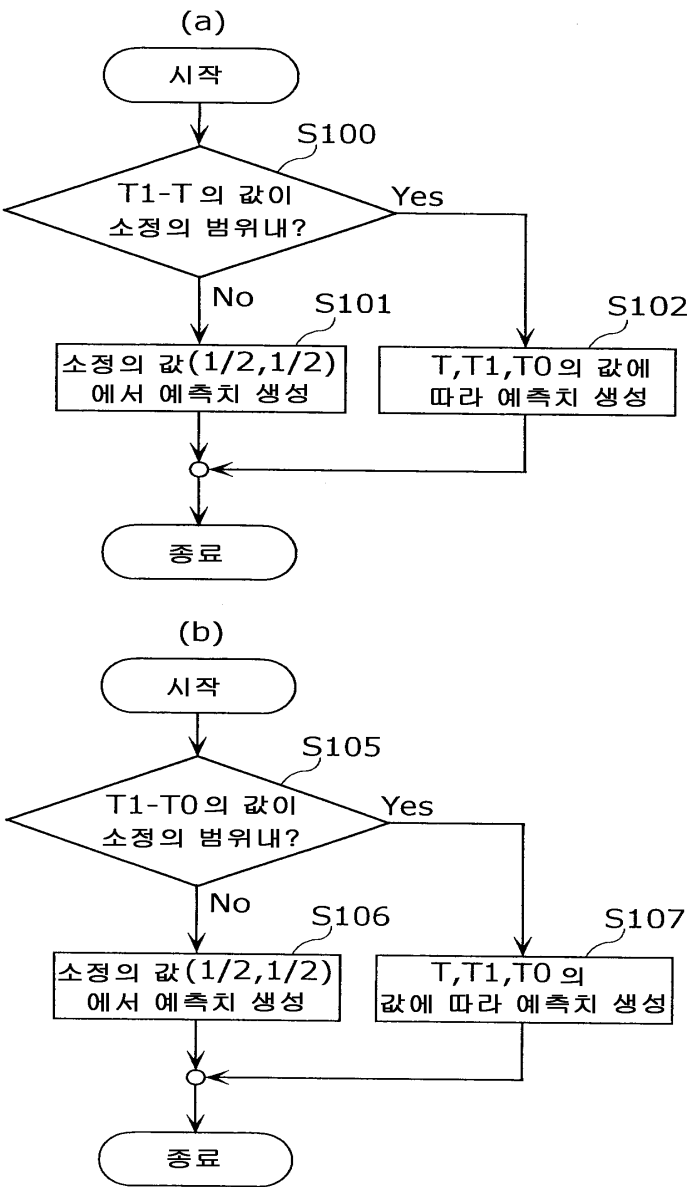 (a)
시작
S100
T1-T의 값이
소정의 범위내?
Yes
No
S101
소정의 값(1/2,1/2)
에서 예측치 생성
S102
T,T1,T0의 값에
따라 예측치 생성
종료
(b)
시작
S105
T1-T0의 값이
소정의 범위내?
Yes
No
S106
소정의 값(1/2,1/2)
에서 예측치 생성
S107
T,T1,T0의
값에 따라 예측치 생성
종료